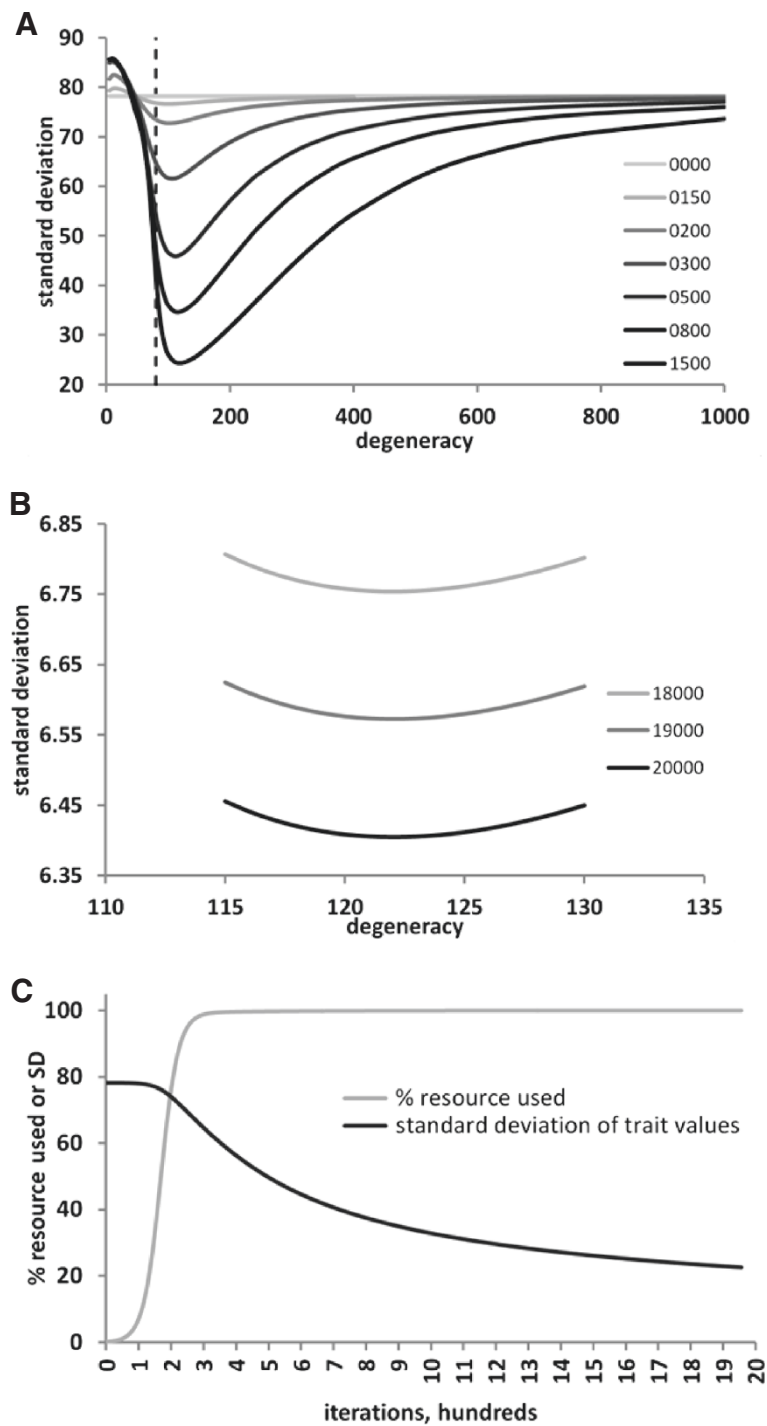 A
90
80
70
60
50
40
30
20
standard deviation
0 200 400 600 800 1000
degeneracy
0000
0150
0200
0300
0500
0800
1500
B
6.85
6.75
6.65
6.55
6.45
6.35
standard deviation
110 115 120 125 130 135
degeneracy
18000
19000
20000
C
100
80
60
40
20
0
% resource used or SD
% resource used
standard deviation of trait values
0 1 2 3 4 5 6 7 8 9 10 11 12 13 14 15 16 17 18 19 20
iterations, hundreds